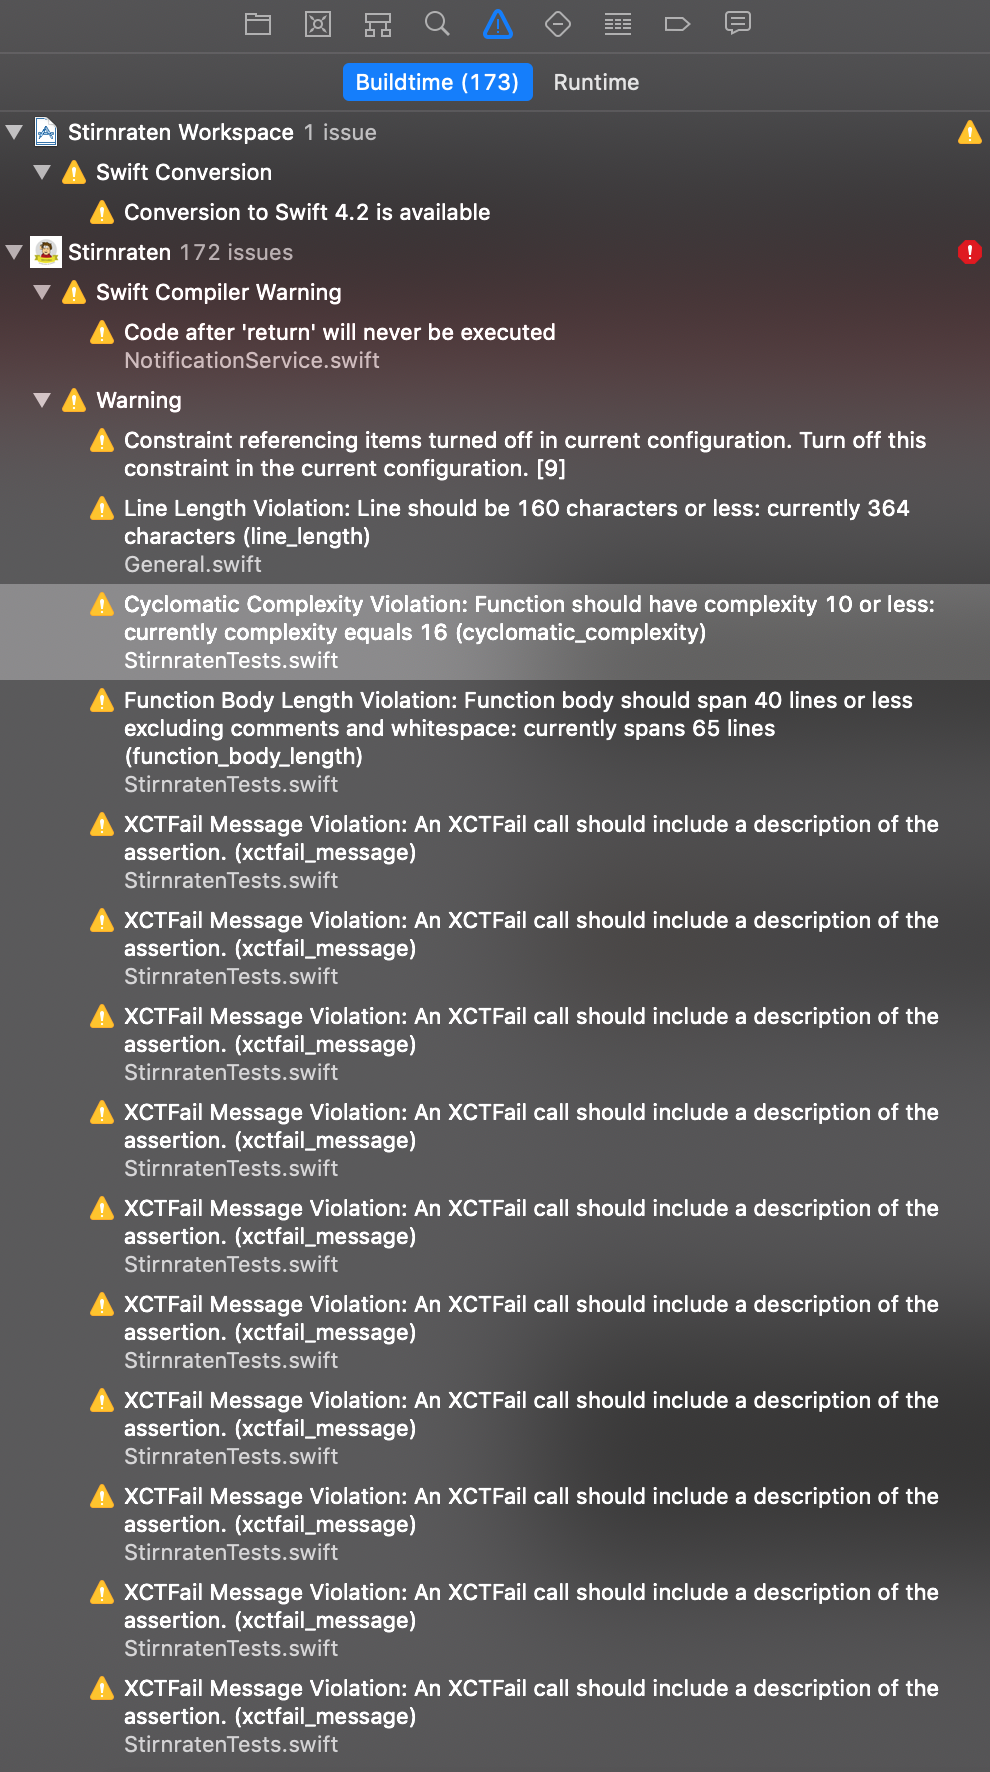 Buildtime (173) Runtime
Stirnraten Workspace 1 issue
Swift Conversion
Conversion to Swift 4.2 is available
Stirnraten 172 issues
Swift Compiler Warning
Code after 'return' will never be executed
NotificationService.swift
Warning
Constraint referencing items turned off in current configuration. Turn off this
constraint in the current configuration. [9]
Line Length Violation: Line should be 160 characters or less: currently 364
characters (line_length)
General.swift
Cyclomatic Complexity Violation: Function should have complexity 10 or less:
currently complexity equals 16 (cyclomatic_complexity)
StirnratenTests.swift
Function Body Length Violation: Function body should span 40 lines or less
excluding comments and whitespace: currently spans 65 lines
(function_body_length)
StirnratenTests.swift
XCTFail Message Violation: An XCTFail call should include a description of the
assertion. (xctfail_message)
StirnratenTests.swift
XCTFail Message Violation: An XCTFail call should include a description of the
assertion. (xctfail_message)
StirnratenTests.swift
XCTFail Message Violation: An XCTFail call should include a description of the
assertion. (xctfail_message)
StirnratenTests.swift
XCTFail Message Violation: An XCTFail call should include a description of the
assertion. (xctfail_message)
StirnratenTests.swift
XCTFail Message Violation: An XCTFail call should include a description of the
assertion. (xctfail_message)
StirnratenTests.swift
XCTFail Message Violation: An XCTFail call should include a description of the
assertion. (xctfail_message)
StirnratenTests.swift
XCTFail Message Violation: An XCTFail call should include a description of the
assertion. (xctfail_message)
StirnratenTests.swift
XCTFail Message Violation: An XCTFail call should include a description of the
assertion. (xctfail_message)
StirnratenTests.swift
XCTFail Message Violation: An XCTFail call should include a description of the
assertion. (xctfail_message)
StirnratenTests.swift
XCTFail Message Violation: An XCTFail call should include a description of the
assertion. (xctfail_message)
StirnratenTests.swift